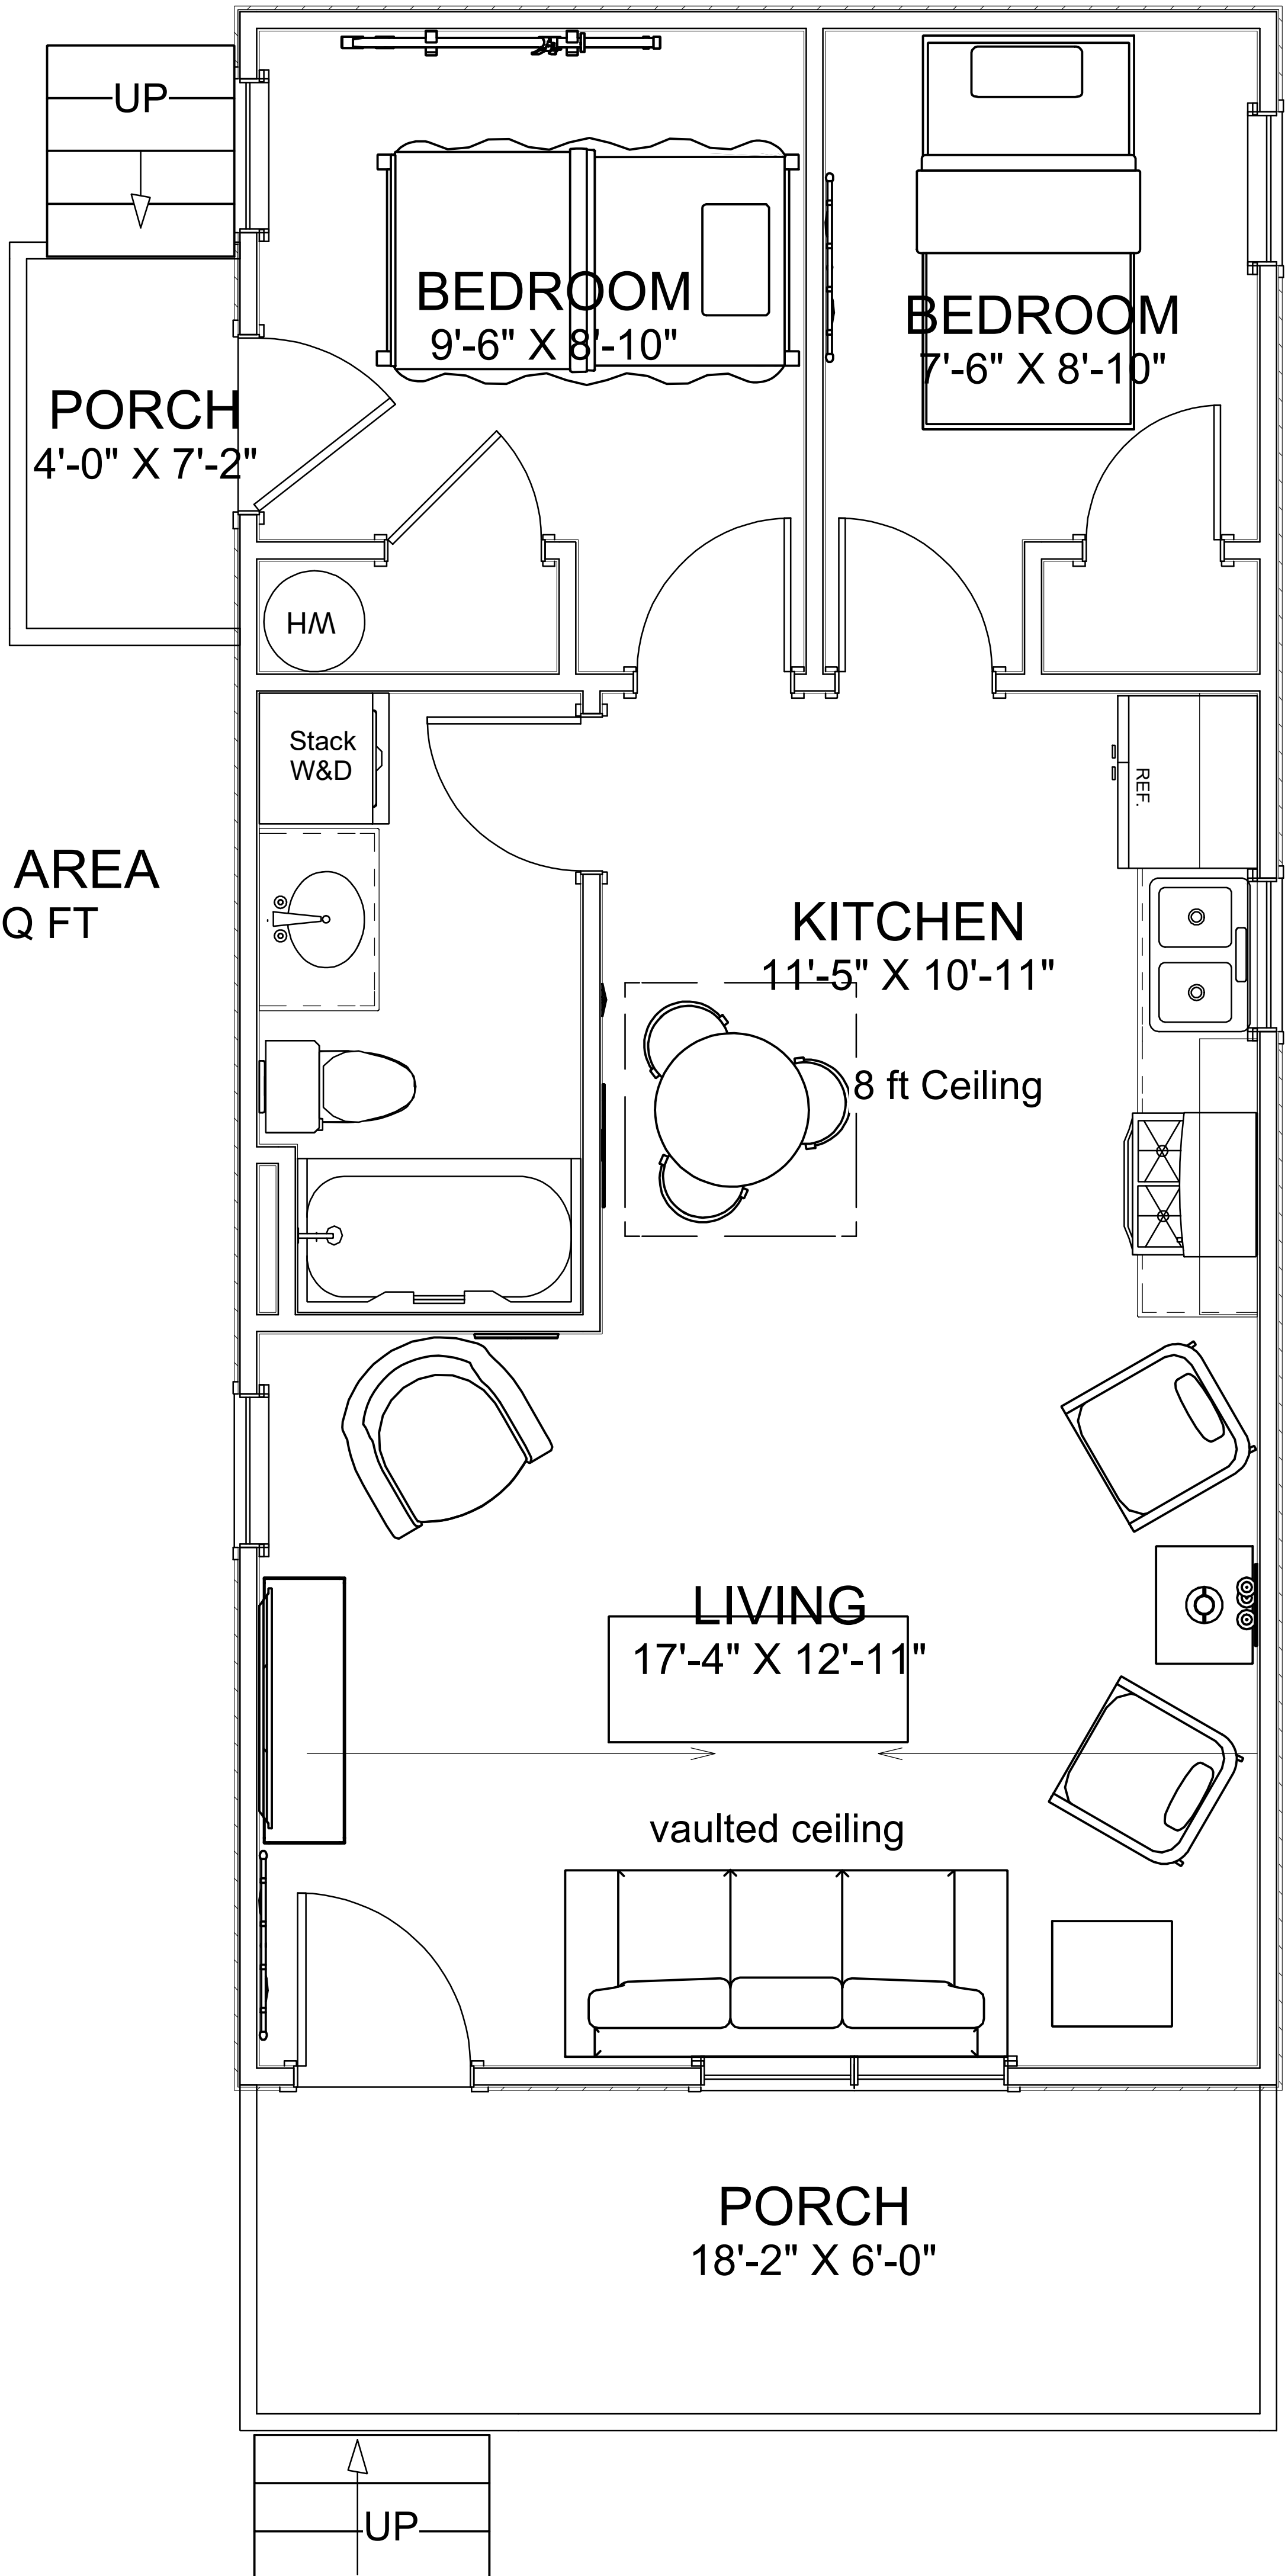 UP
BEDROOM
9'-6" X 8'-10"
BEDROOM
7'-6" X 8'-10"
PORCH
4'-0" X 7'-2"
WH
Stack
W&D
REF.
AREA
Q FT
KITCHEN
11'-5" X 10'-11"
8 ft Ceiling
LIVING
17'-4" X 12'-11"
vaulted ceiling
PORCH
18'-2" X 6'-0"
UP